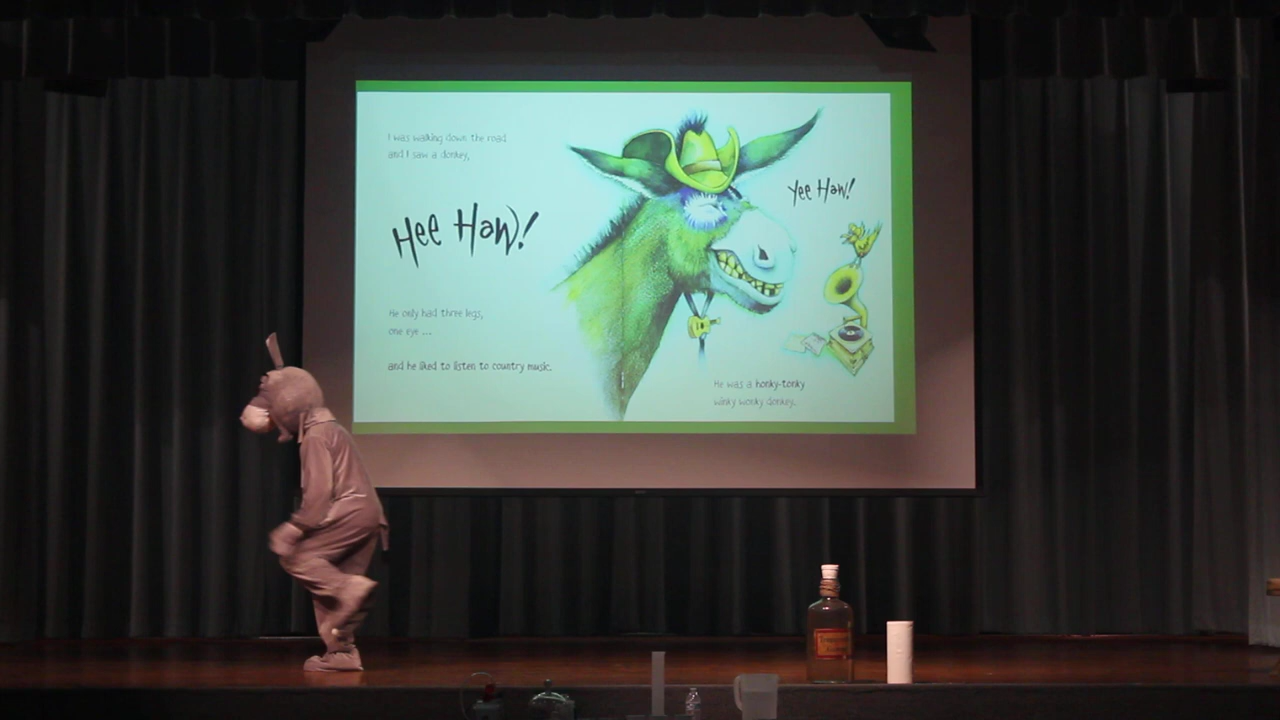 I was walking down the road
and I saw a donkey,
Hee Haw!
He only had three legs,
one eye ...
and he liked to listen to country music.
Yee Haw!
He was a honky-tonky
winky wonky donkey.